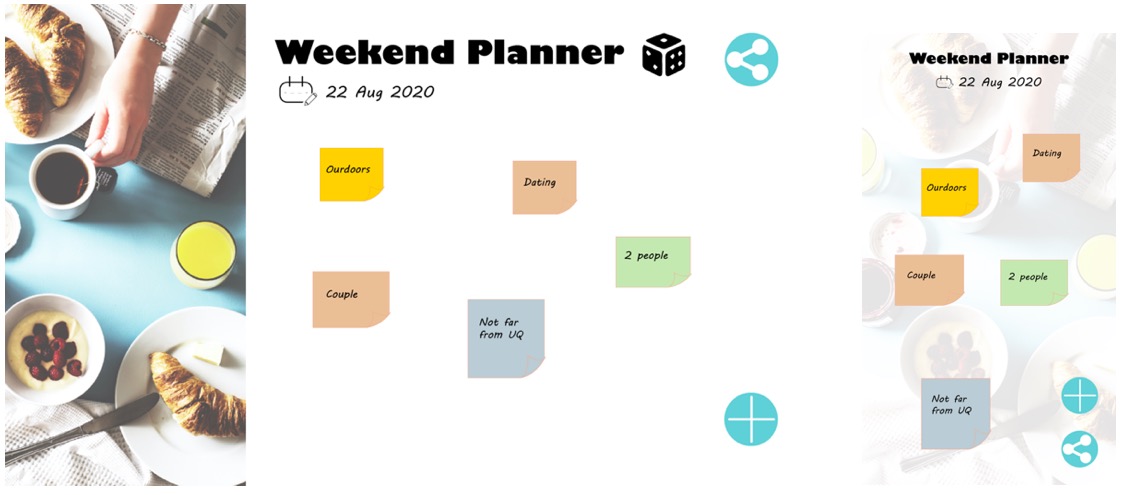 Weekend Planner
22 Aug 2020
Ourdoors
Dating
2 people
Couple
Not far
from UQ
Weekend Planner
22 Aug 2020
Dating
Ourdoors
Couple
2 people
Not far
from UQ